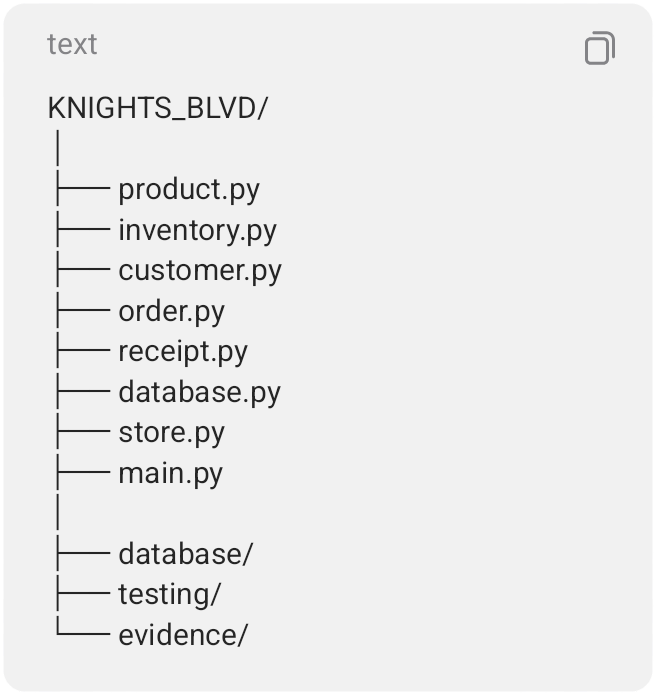 text
KNIGHTS_BLVD/
│
├── product.py
├── inventory.py
├── customer.py
├── order.py
├── receipt.py
├── database.py
├── store.py
├── main.py
│
├── database/
├── testing/
└── evidence/